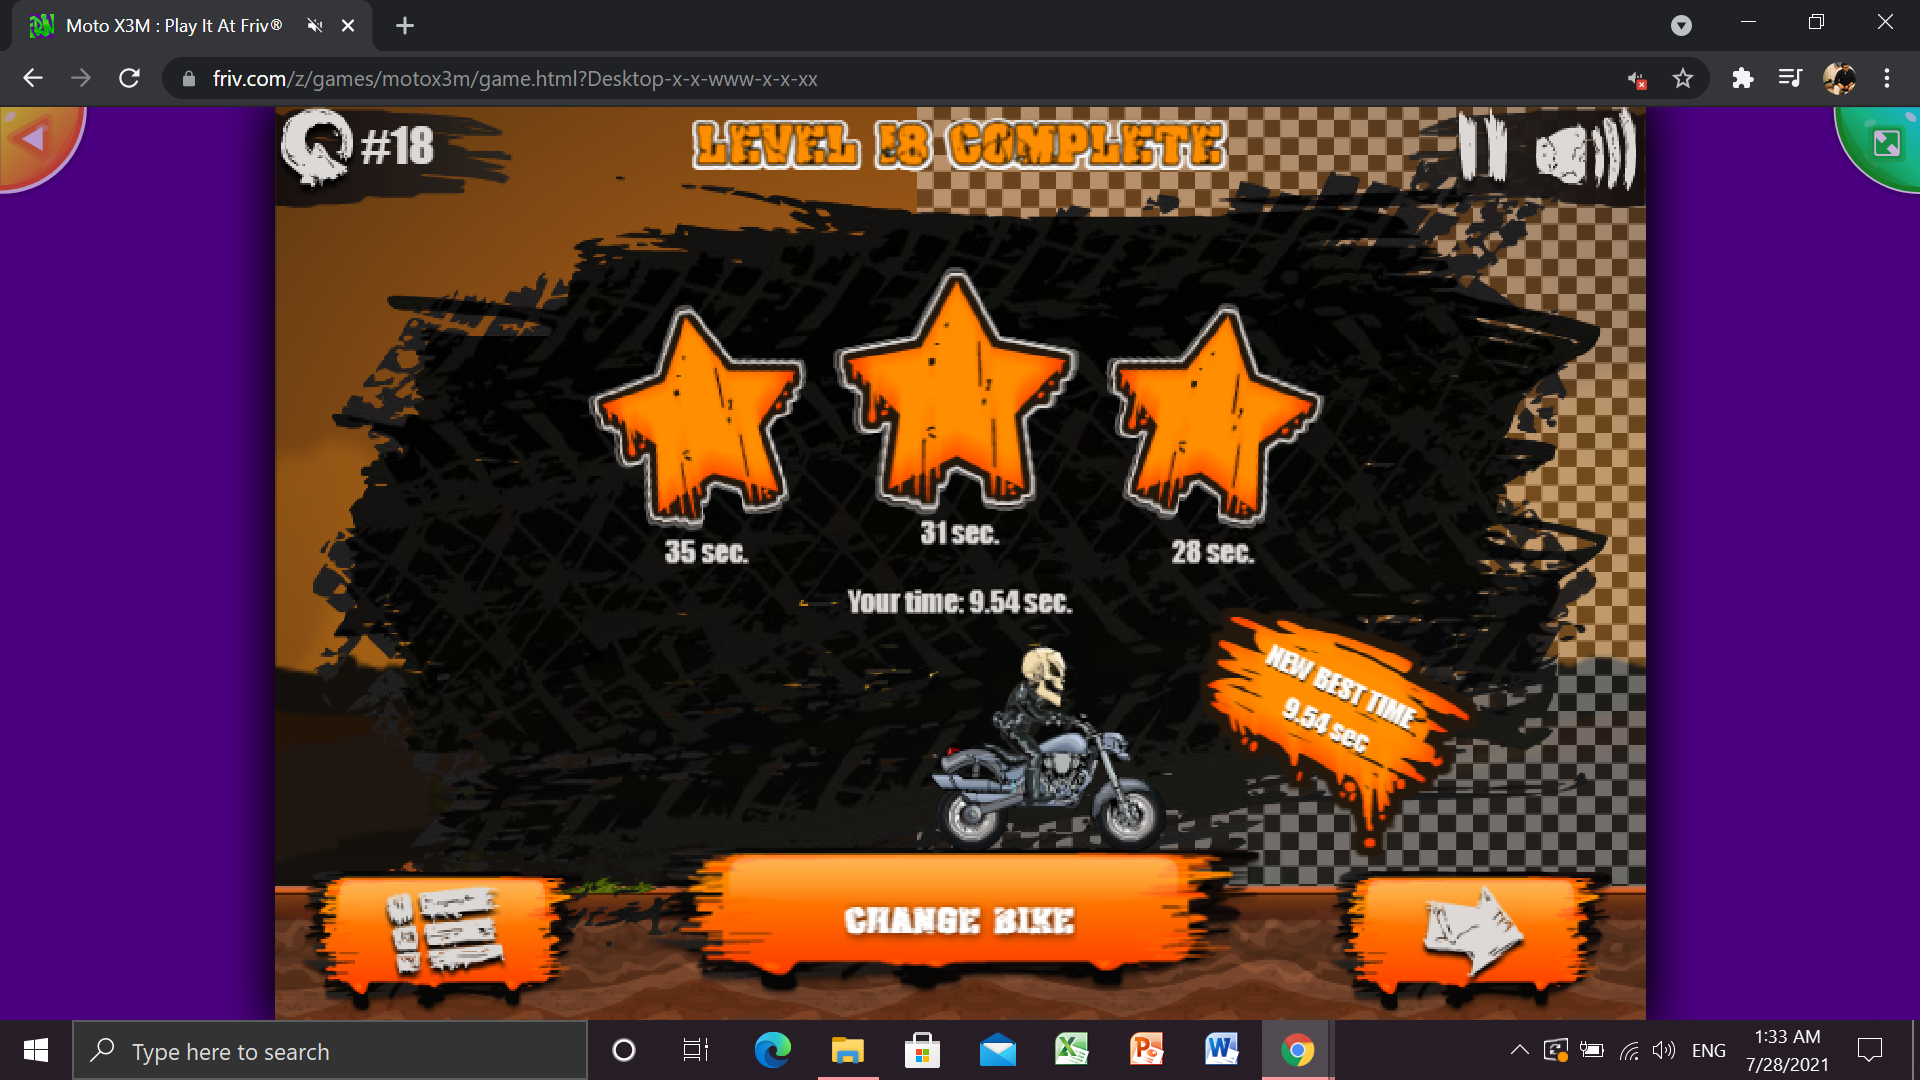 Moto X3M : Play It At Friv®
friv.com/z/games/motox3m/game.html?Desktop-x-x-www-x-x-xx
#18
LEVEL 18 COMPLETE
35 sec.
31 sec.
28 sec.
Your time: 9.54 sec.
NEW BEST TIME
9.54 sec
CHANGE BIKE
Type here to search
ENG
1:33 AM
7/28/2021